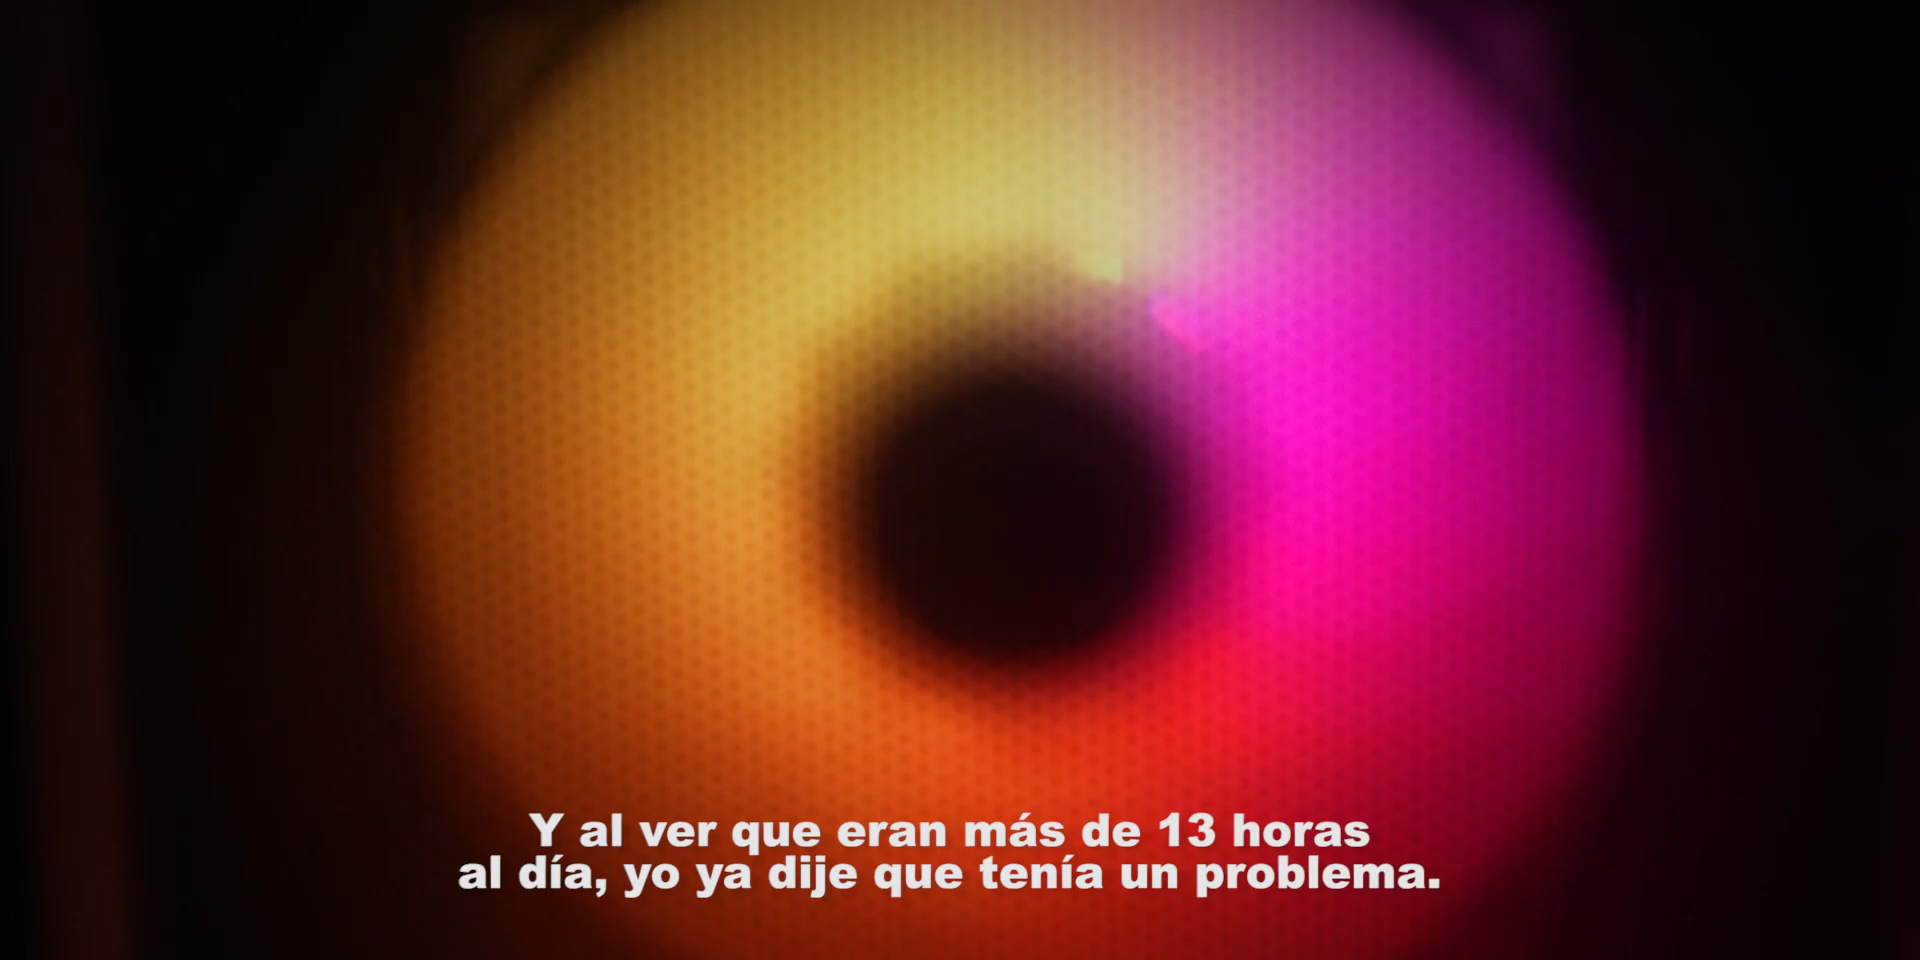 Y al ver que eran más de 13 horas
al día, yo ya dije que tenía un problema.